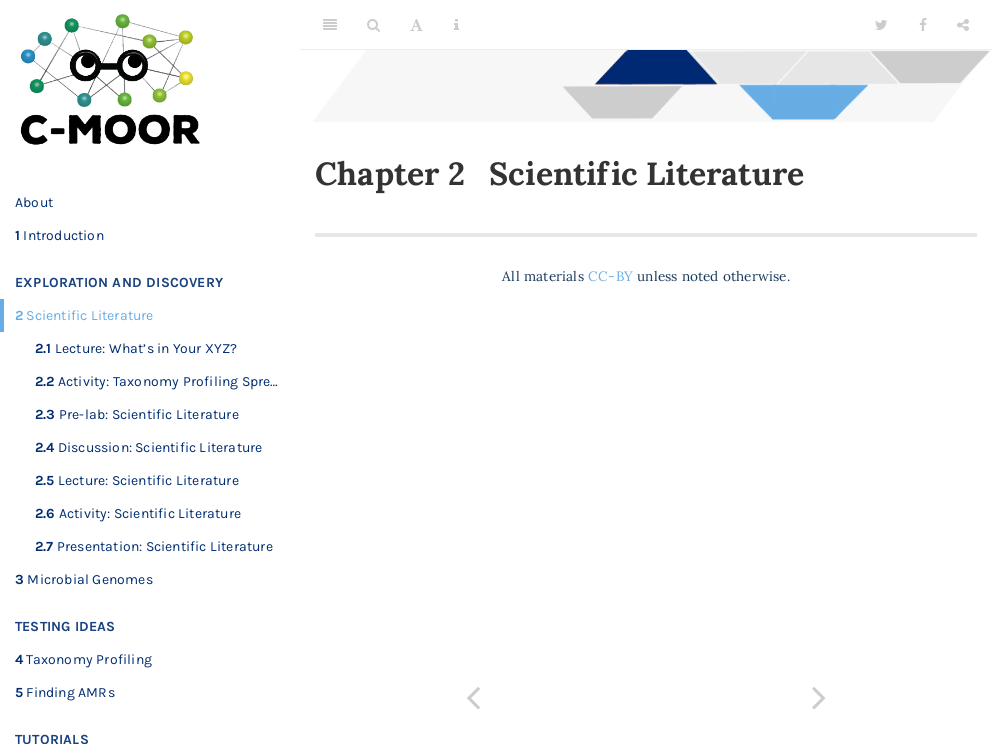 C-MOOR
About
1 Introduction
EXPLORATION AND DISCOVERY
2 Scientific Literature
2.1 Lecture: What's in Your XYZ?
2.2 Activity: Taxonomy Profiling Spre…
2.3 Pre-lab: Scientific Literature
2.4 Discussion: Scientific Literature
2.5 Lecture: Scientific Literature
2.6 Activity: Scientific Literature
2.7 Presentation: Scientific Literature
3 Microbial Genomes
TESTING IDEAS
4 Taxonomy Profiling
5 Finding AMRs
TUTORIALS
Chapter 2 Scientific Literature
All materials CC-BY unless noted otherwise.